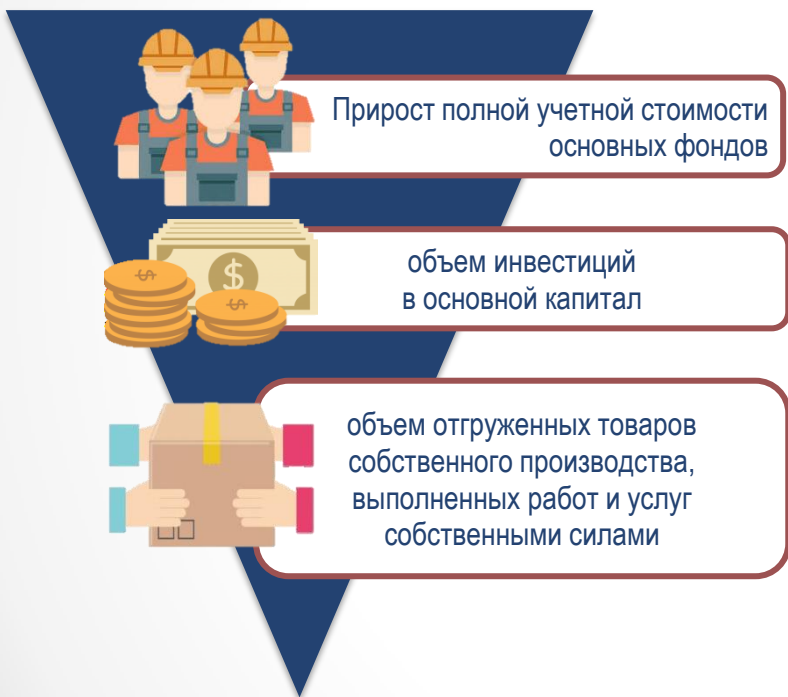 Прирост полной учетной стоимости
основных фондов
объем инвестиций
в основной капитал
объем отгруженных товаров
собственного производства,
выполненных работ и услуг
собственными силами